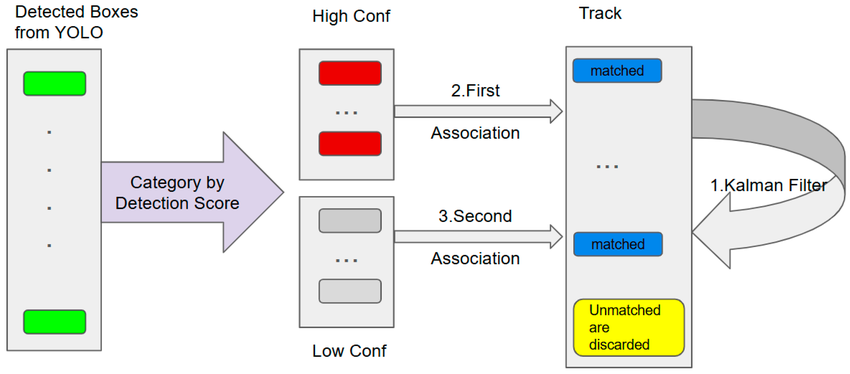 Detected Boxes
from YOLO
High Conf
Track
matched
2.First
Association
Category by
Detection Score
1.Kalman Filter
3.Second
Association
matched
Unmatched
are
discarded
Low Conf